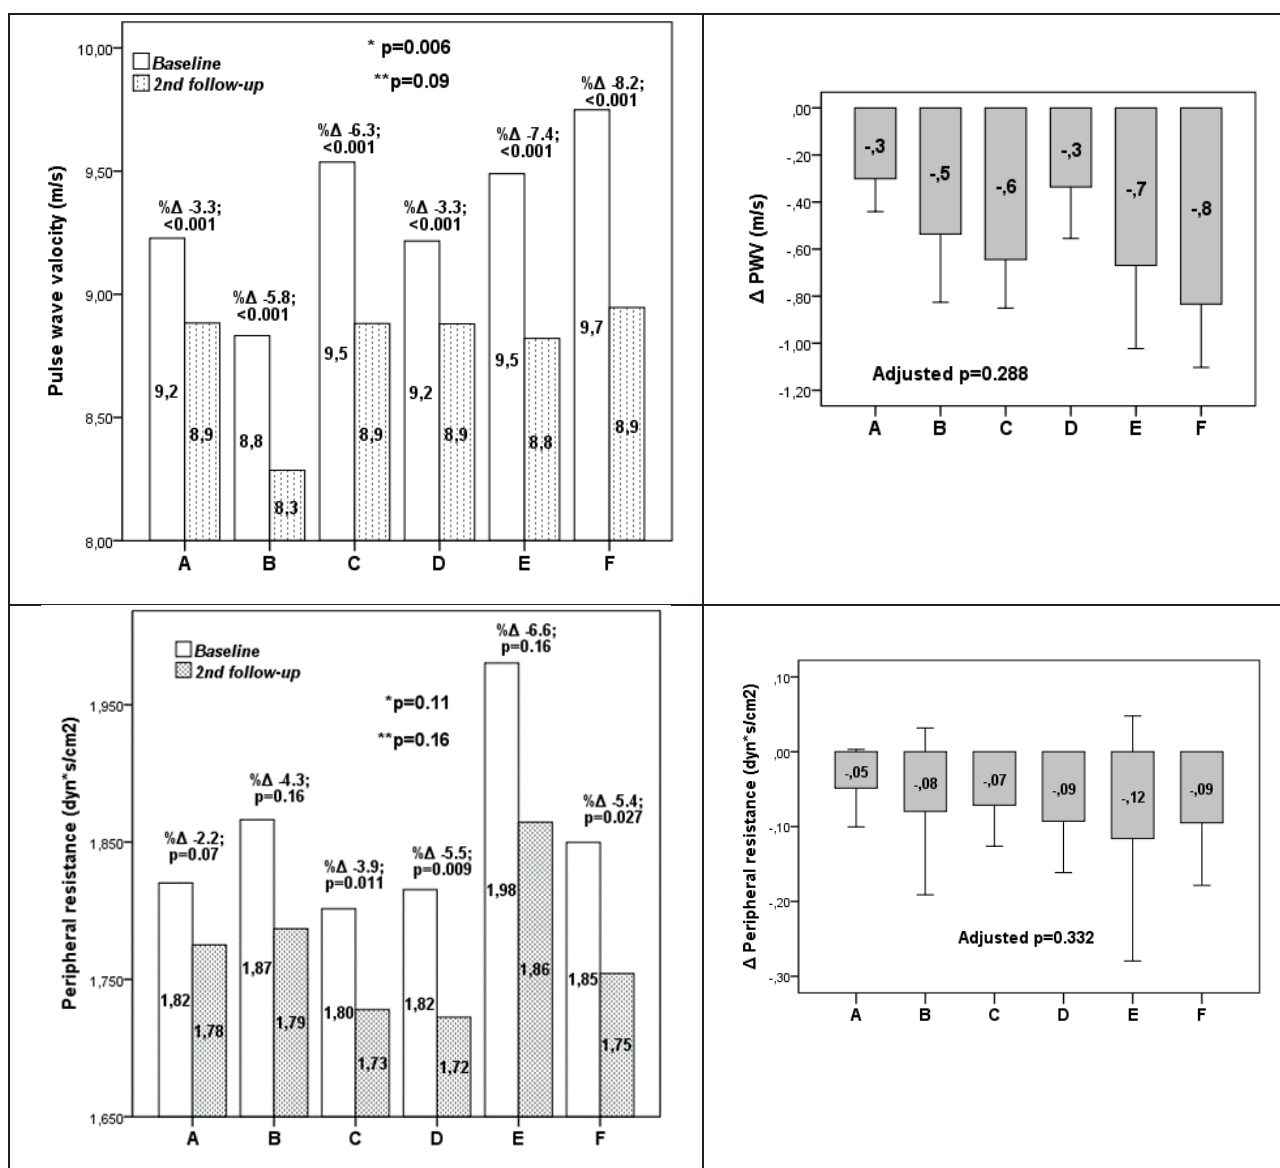 10,00
9,50
9,00
8,50
8,00
Pulse wave valocity (m/s)
Baseline
2nd follow-up
* p=0.006
**p=0.09
%Δ -3.3;
<0.001
%Δ -5.8;
<0.001
%Δ -6.3;
<0.001
%Δ -3.3;
<0.001
%Δ -7.4;
<0.001
%Δ -8.2;
<0.001
9,2
8,9
8,8
8,3
9,5
8,9
9,2
8,9
9,5
8,8
9,7
8,9
A B C D E F
,00
-,20
-,40
-,60
-,80
-1,00
-1,20
Δ PWV (m/s)
-,3
-,5
-,6
-,3
-,7
-,8
Adjusted p=0.288
A B C D E F
1,950
1,850
1,750
1,650
Peripheral resistance (dyn*s/cm2)
Baseline
2nd follow-up
*p=0.11
**p=0.16
%Δ -2.2;
p=0.07
%Δ -4.3;
p=0.16
%Δ -3.9;
p=0.011
%Δ -5.5;
p=0.009
%Δ -6.6;
p=0.16
%Δ -5.4;
p=0.027
1,82
1,78
1,87
1,79
1,80
1,73
1,82
1,72
1,98
1,86
1,85
1,75
A B C D E F
,10
,00
-,10
-,20
-,30
Δ Peripheral resistance (dyn*s/cm2)
-,05
-,08
-,07
-,09
-,12
-,09
Adjusted p=0.332
A B C D E F